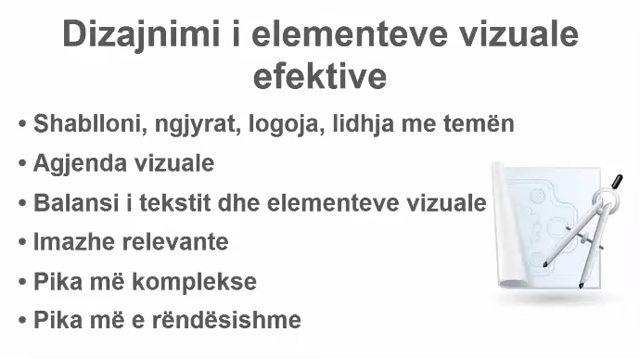 Dizajnimi i elementeve vizuale
efektive
• Shablloni, ngjyrat, logoja, lidhja me temën
• Agjenda vizuale
• Balansi i tekstit dhe elementeve vizuale
• Imazhe relevante
• Pika më komplekse
• Pika më e rëndësishme